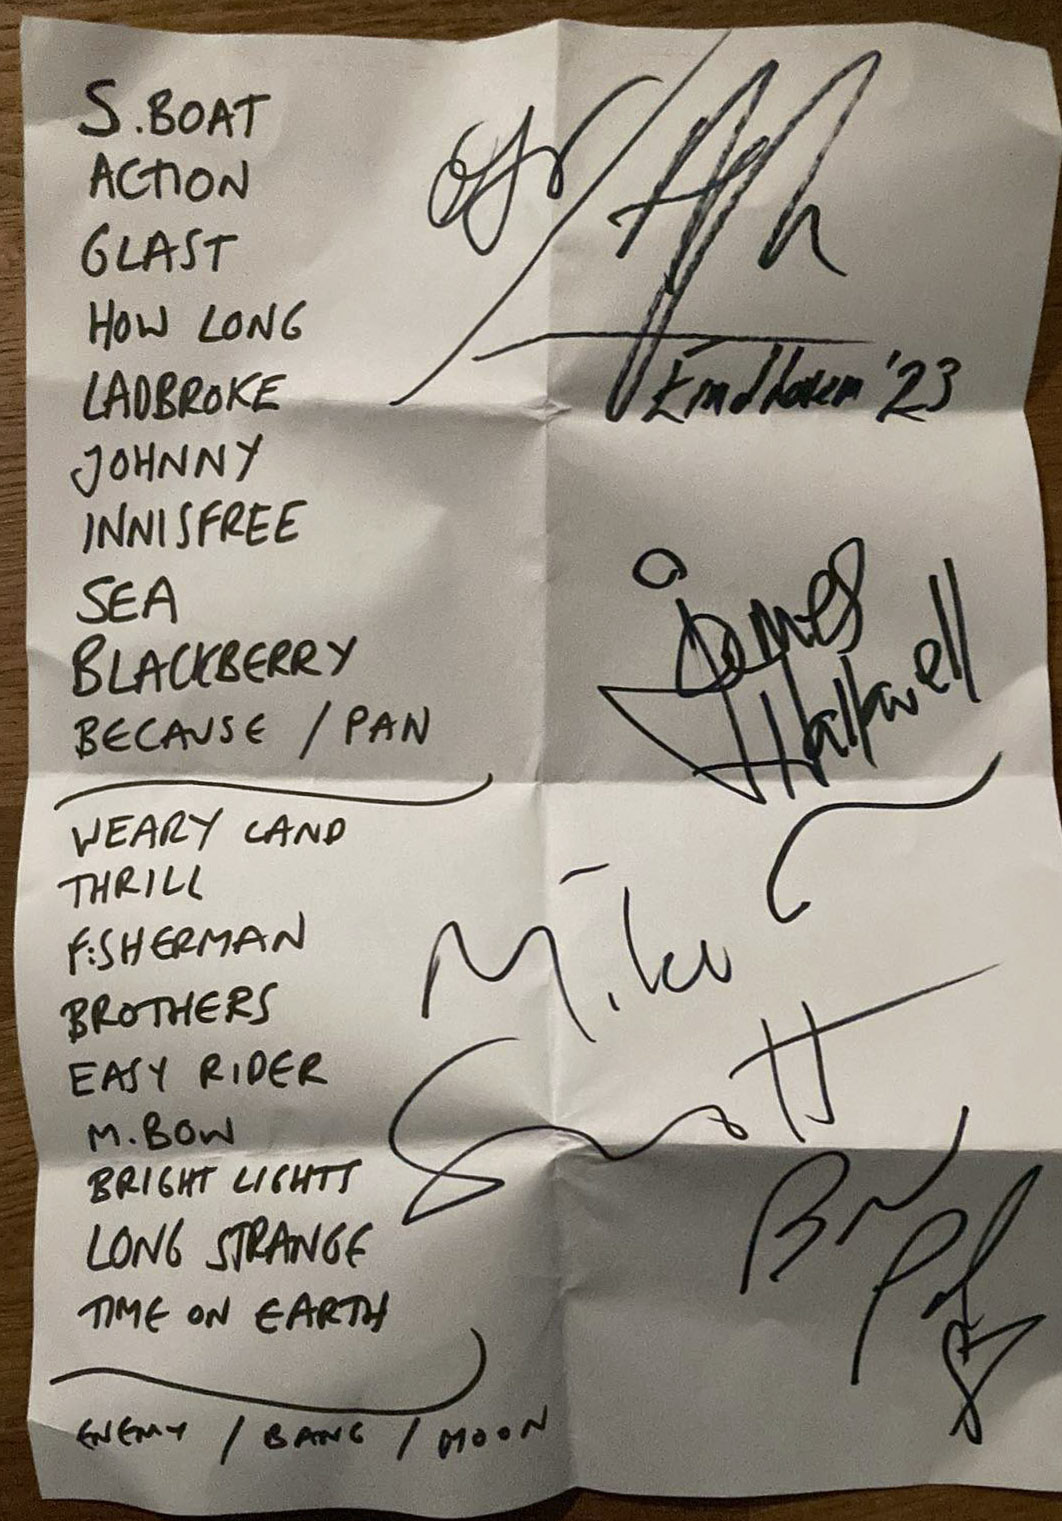 S.BOAT
ACTION
GLAST
HOW LONG
LADBROKE
JOHNNY
INNISFREE
SEA
BLACKBERRY
BECAUSE / PAN
WEARY LAND
THRILL
FISHERMAN
BROTHERS
EASY RIDER
M.BOW
BRIGHT LIGHTS
LONG STRANGE
TIME ON EARTH
ENEMY / BANG / MOON
Eindhoven '23
James
Hallawell
Mike
Scott